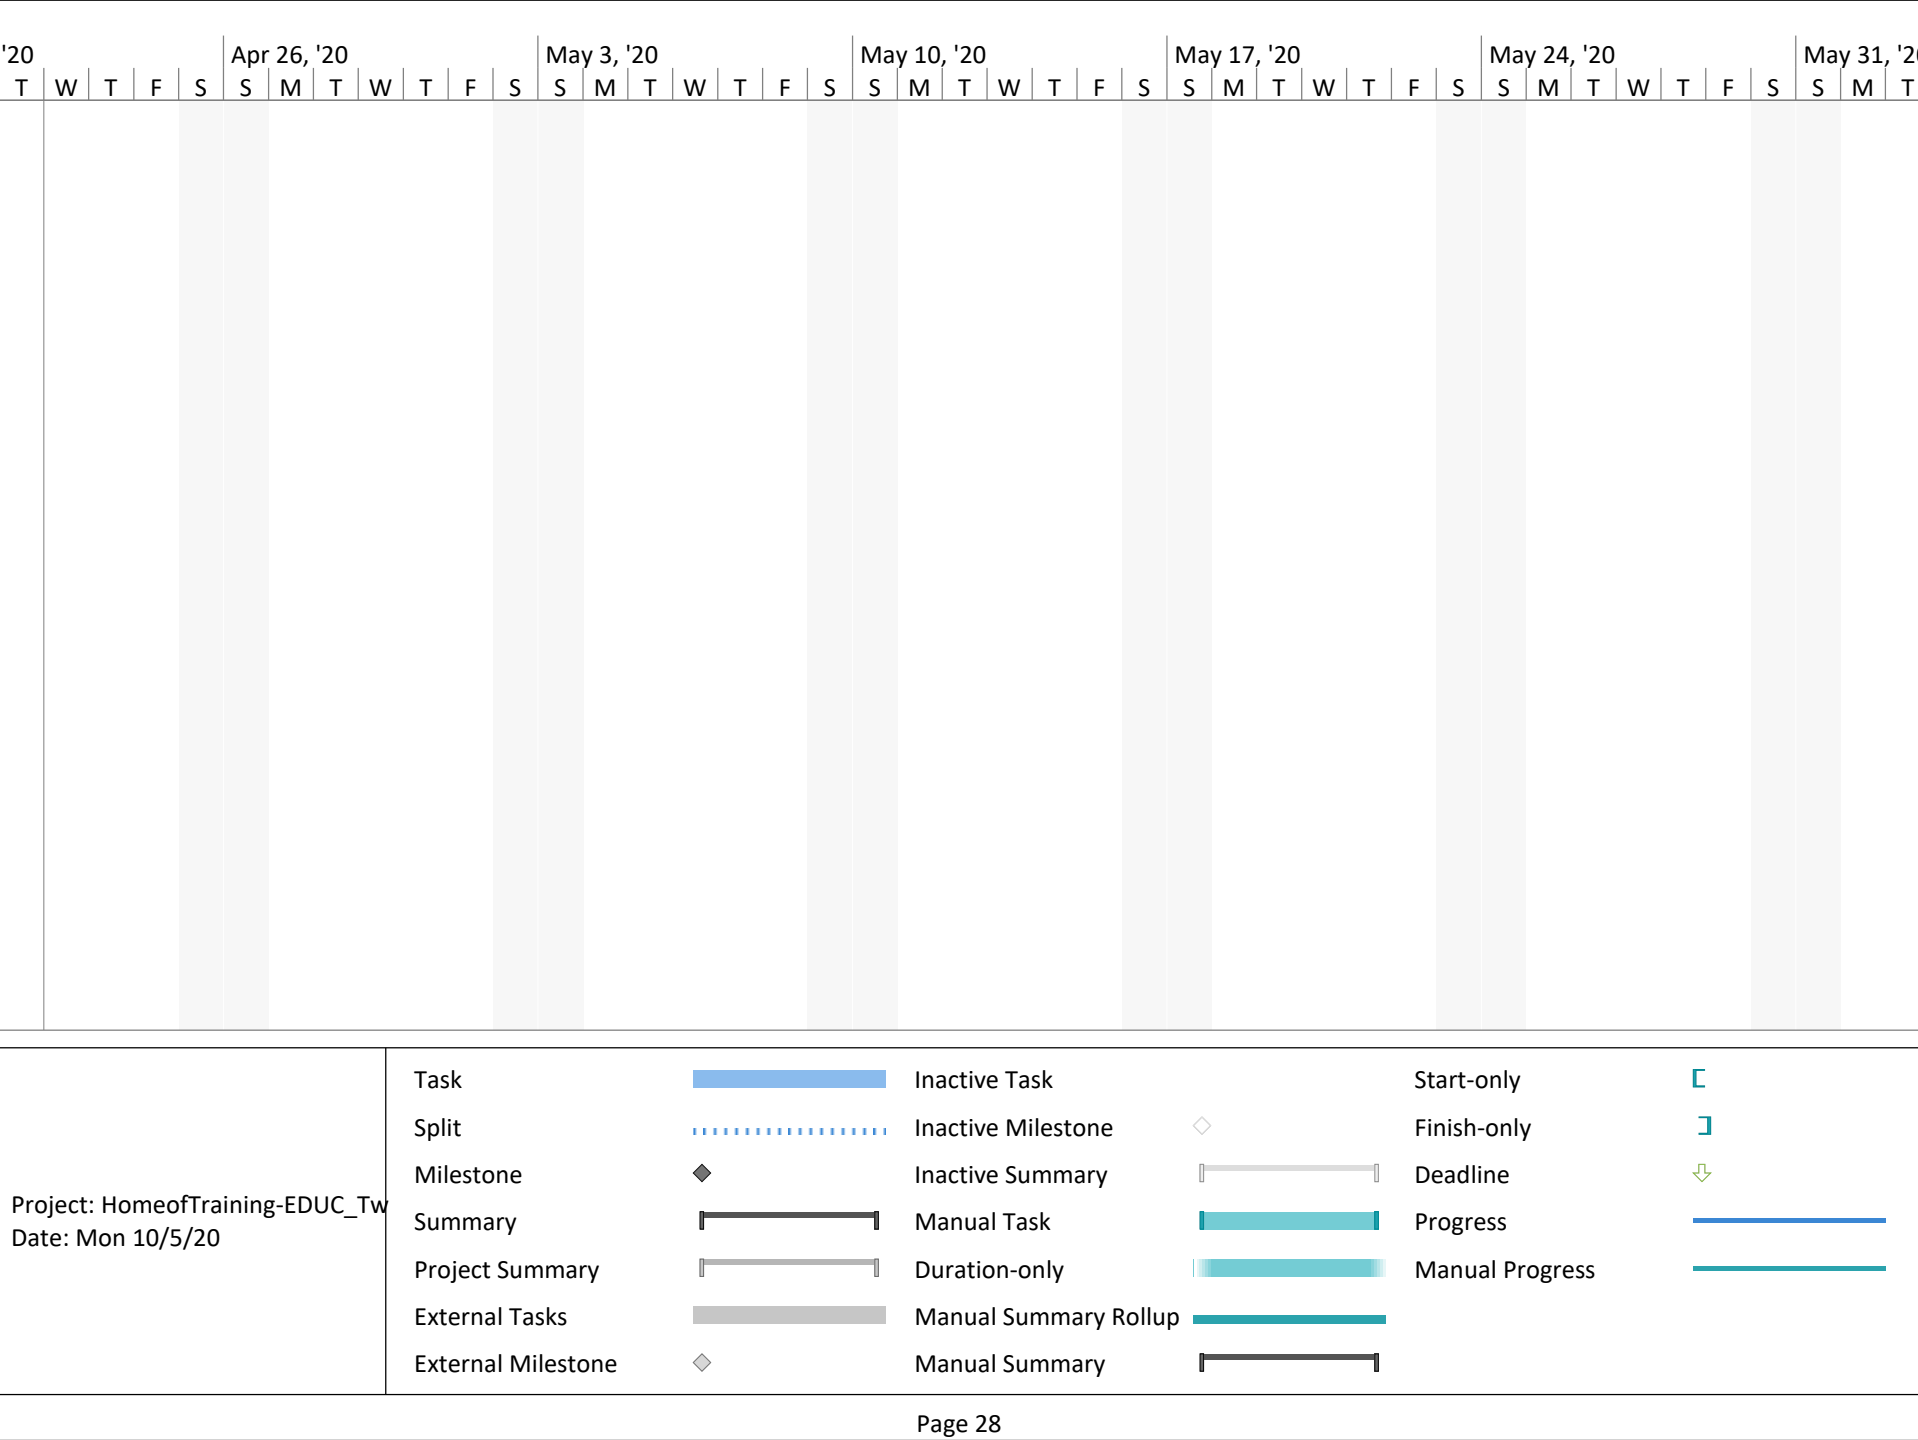 '20 Apr 26, '20 May 3, '20 May 10, '20 May 17, '20 May 24, '20 May 31, '20
T W T F S S M T W T F S S M T W T F S S M T W T F S S M T W T F S S M T W T F S S M T
Task Inactive Task Start-only
Split Inactive Milestone Finish-only
Milestone Inactive Summary Deadline
Project: HomeofTraining-EDUC_Tw
Summary Manual Task Progress
Date: Mon 10/5/20
Project Summary Duration-only Manual Progress
External Tasks Manual Summary Rollup
External Milestone Manual Summary
Page 28